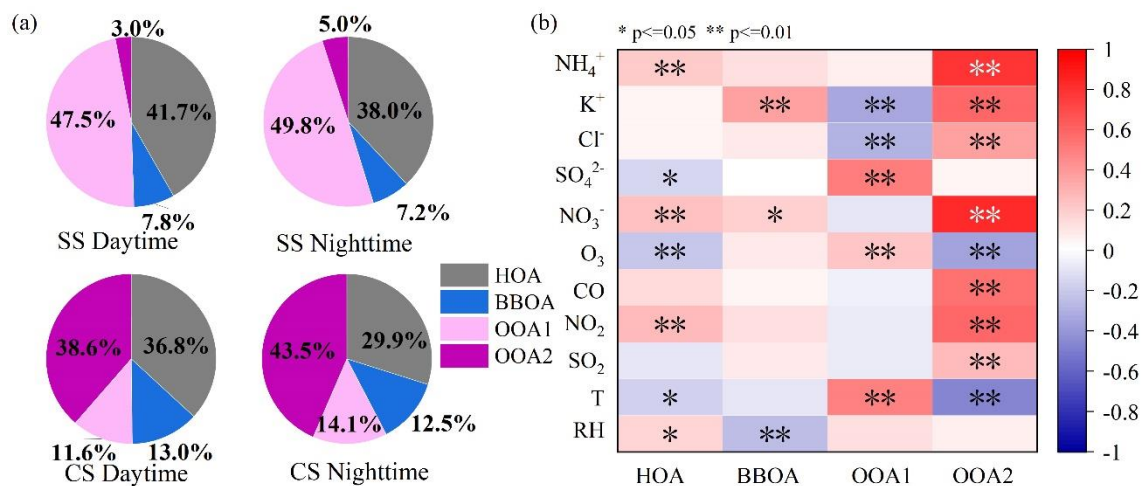 (a)
3.0%
47.5%
41.7%
7.8%
SS Daytime
5.0%
49.8%
38.0%
7.2%
SS Nighttime
HOA
BBOA
OOA1
OOA2
38.6%
36.8%
11.6%
13.0%
CS Daytime
43.5%
29.9%
14.1%
12.5%
CS Nighttime
(b)
* p<=0.05 ** p<=0.01
NH₄⁺ ** **
K⁺ ** ** **
Cl⁻ ** **
SO₄²⁻ * **
NO₃⁻ ** * **
O₃ ** ** **
CO **
NO₂ ** **
SO₂ **
T * ** **
RH * **
HOA BBOA OOA1 OOA2
1
0.8
0.6
0.4
0.2
0
-0.2
-0.4
-0.6
-0.8
-1